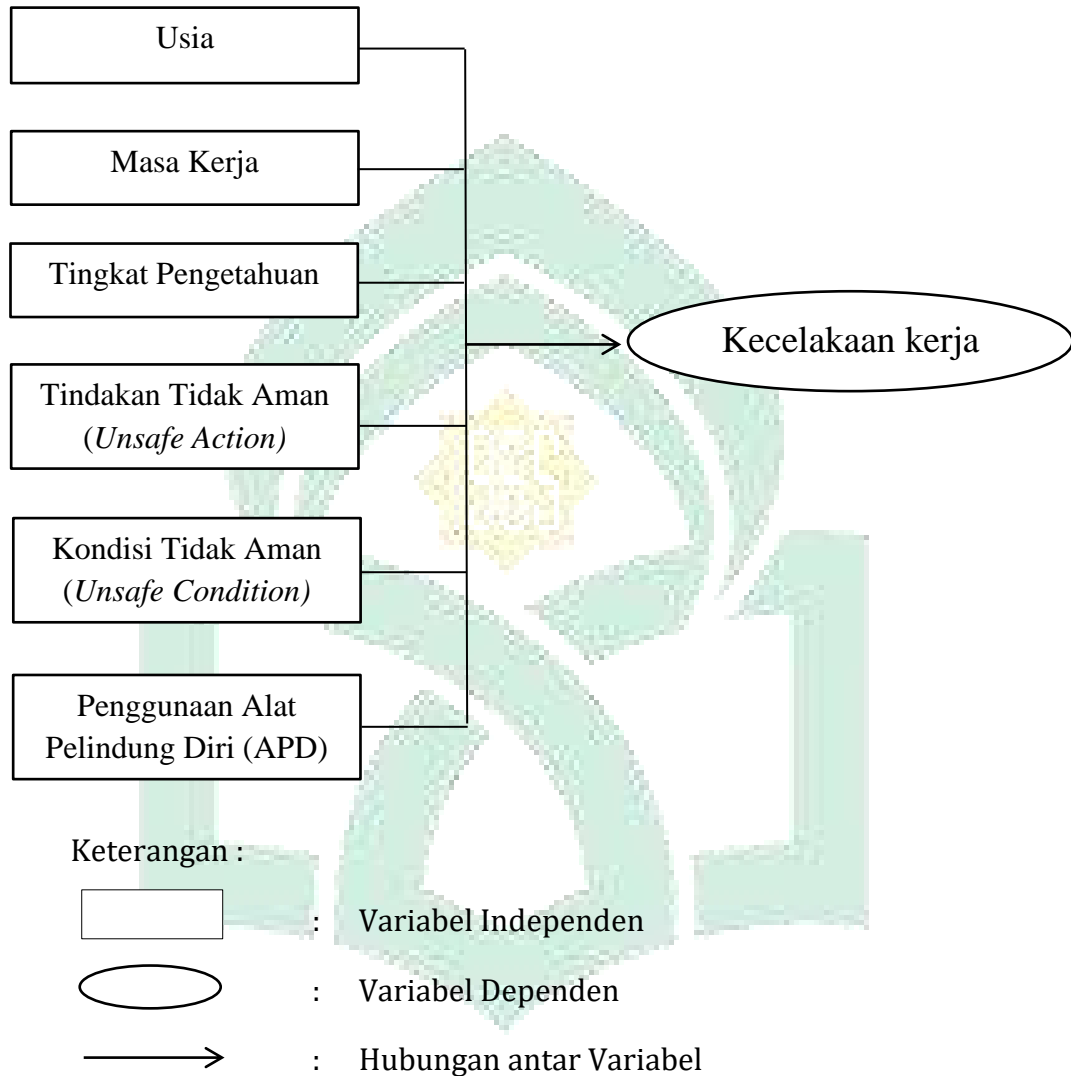 Usia
Masa Kerja
Tingkat Pengetahuan
Kecelakaan kerja
Tindakan Tidak Aman
(Unsafe Action)
Kondisi Tidak Aman
(Unsafe Condition)
Penggunaan Alat
Pelindung Diri (APD)
Keterangan :
: Variabel Independen
: Variabel Dependen
: Hubungan antar Variabel